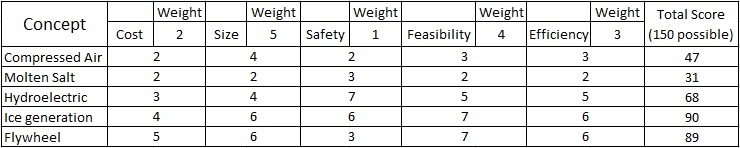 Concept Weight Weight Weight Weight Weight Total Score
Cost 2 Size 5 Safety 1 Feasibility 4 Efficiency 3 (150 possible)
Compressed Air 2 4 2 3 3 47
Molten Salt 2 2 3 2 2 31
Hydroelectric 3 4 7 5 5 68
Ice generation 4 6 6 7 6 90
Flywheel 5 6 3 7 6 89